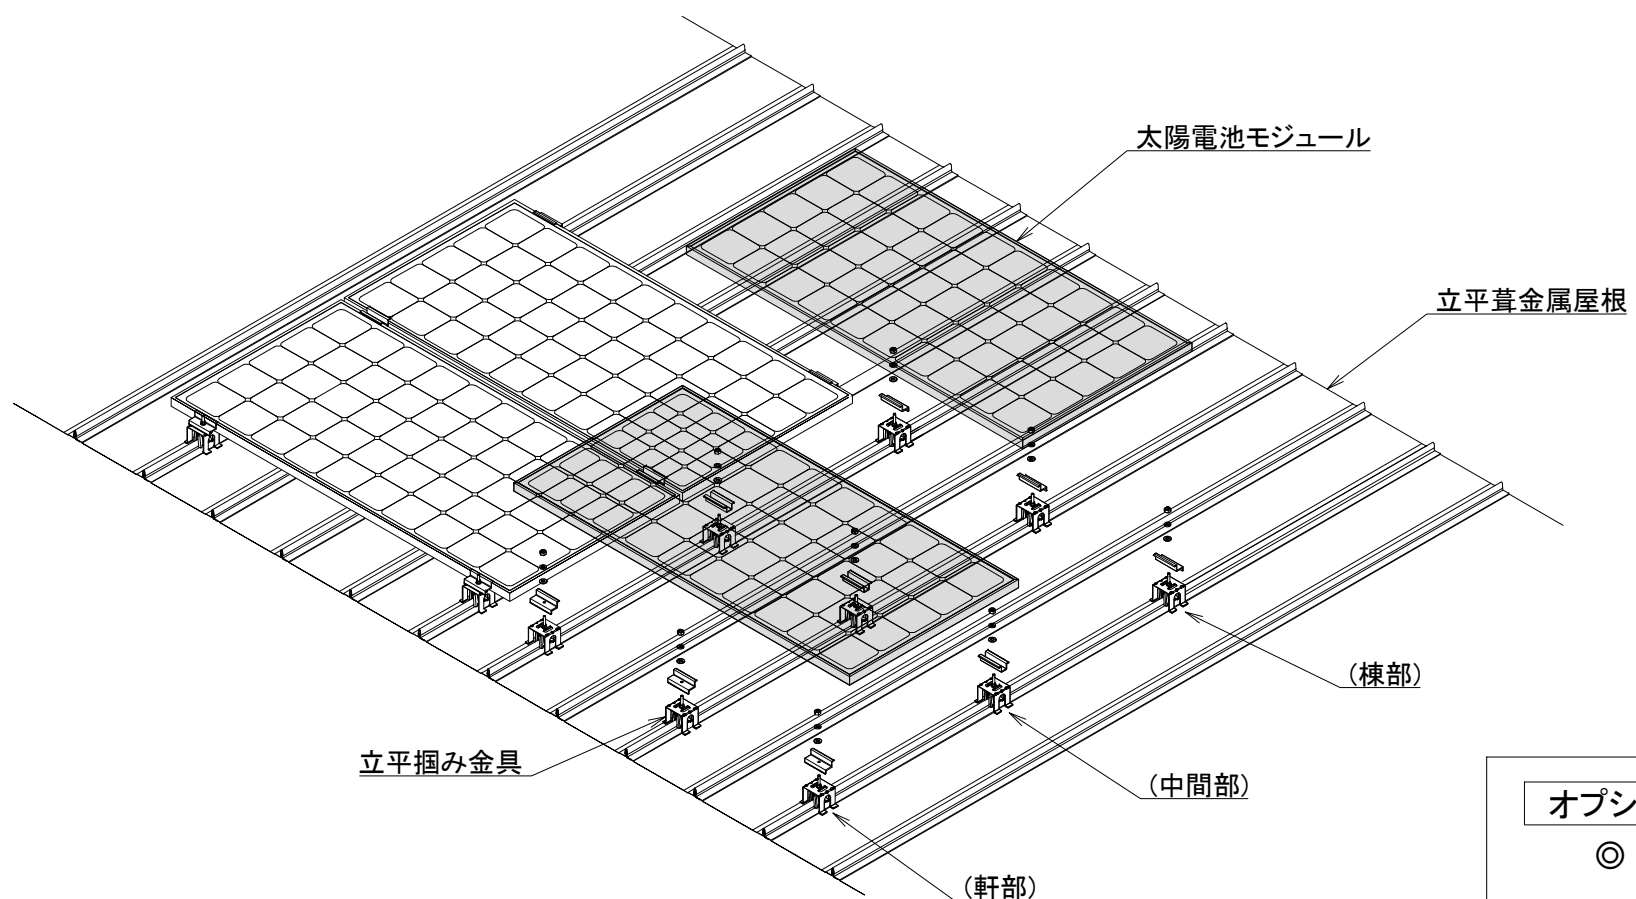 太陽電池モジュール
立平葺金属屋根
(棟部)
立平掴み金具
(中間部)
オプシ
◎
(軒部)